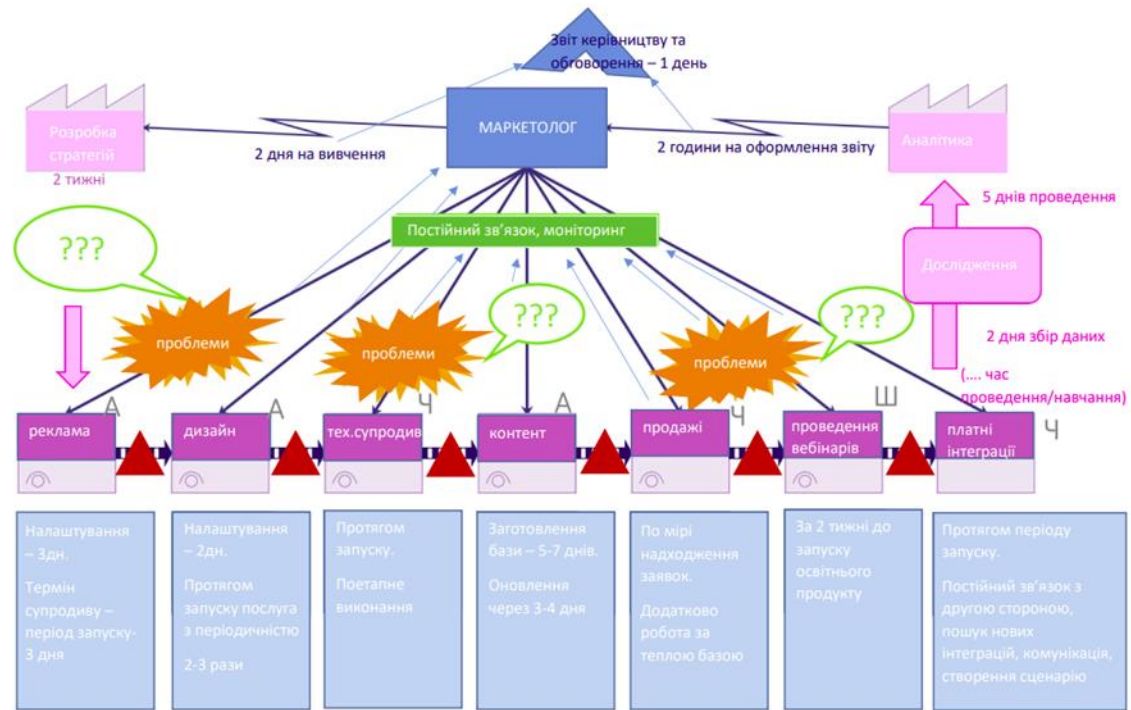 Звіт керівництву та
обговорення – 1 день
Розробка
стратегій
2 тижні
МАРКЕТОЛОГ
Аналітика
2 дня на вивчення
2 години на оформлення звіту
5 днів проведення
Постійний зв'язок, моніторинг
???
Дослідження
???
???
проблеми
проблеми
проблеми
2 дня збір даних
(.... час
проведення/навчання)
А
А
Ч
А
Ч
Ш
Ч
реклама
дизайн
тех.супродив
контент
продажі
проведення
вебінарів
платні
інтеграції
Налаштування
– 3дн.
Термін
супродиву –
період запуску-
3 дня
Налаштування
– 2дн.
Протягом
запуску послуга
з періодичністю
2-3 рази
Протягом
запуску.
Поетапне
виконання
Заготовлення
бази – 5-7 днів.
Оновлення
через 3-4 дня
По мірі
надходження
заявок.
Додатково
робота за
теплою базою
За 2 тижні до
запуску
освітнього
продукту
Протягом періоду
запуску.
Постійний зв'язок з
другою стороною,
пошук нових
інтеграцій, комунікація,
створення сценарію